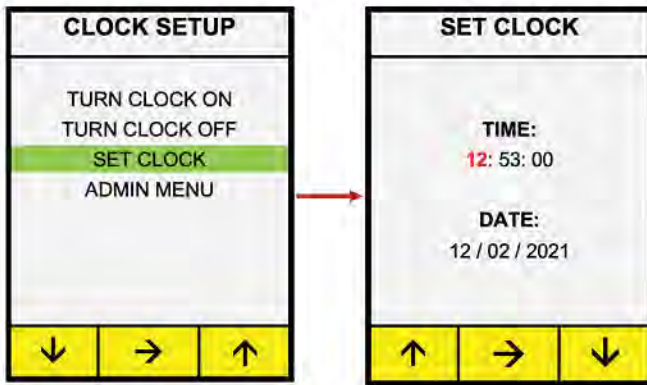 CLOCK SETUP
TURN CLOCK ON
TURN CLOCK OFF
SET CLOCK
ADMIN MENU
SET CLOCK
TIME:
12: 53: 00
DATE:
12 / 02 / 2021